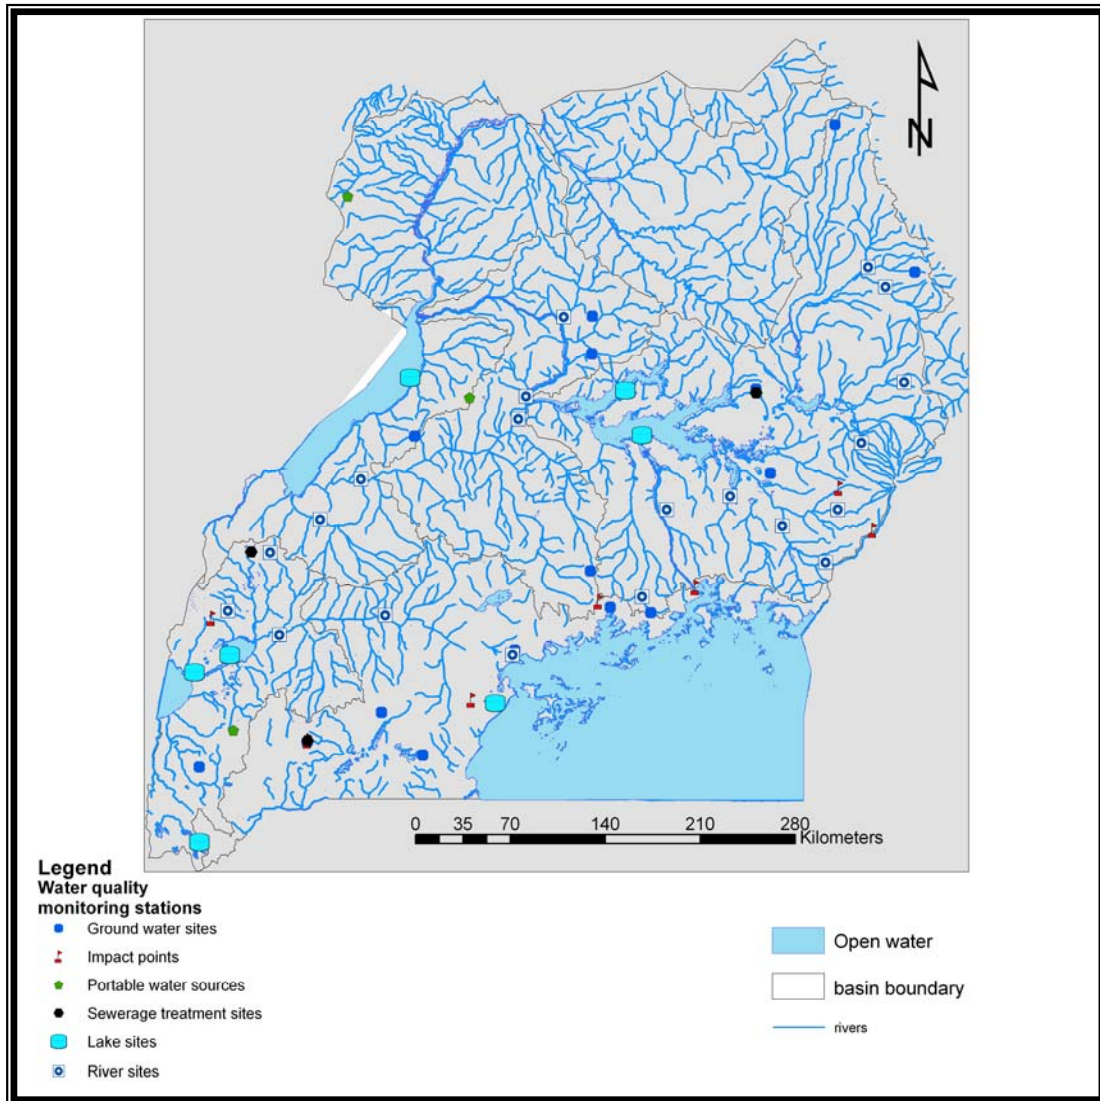 N
0 35 70 140 210 280
Kilometers
Legend
Water quality
monitoring stations
Ground water sites
Impact points
Portable water sources
Sewerage treatment sites
Lake sites
River sites
Open water
basin boundary
rivers